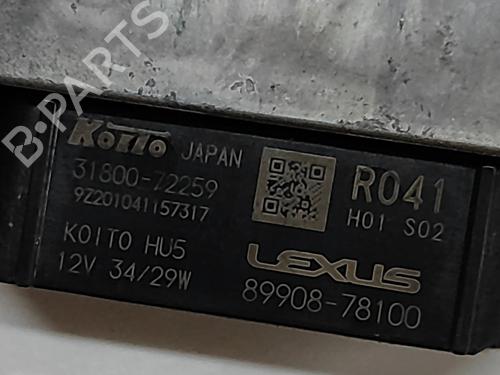 B·PARTS
KOITO JAPAN
31800-72259
9Z201041157317
KOITO HU5
12V 34/29W
R041
H01 S02
LEXUS
89908-78100